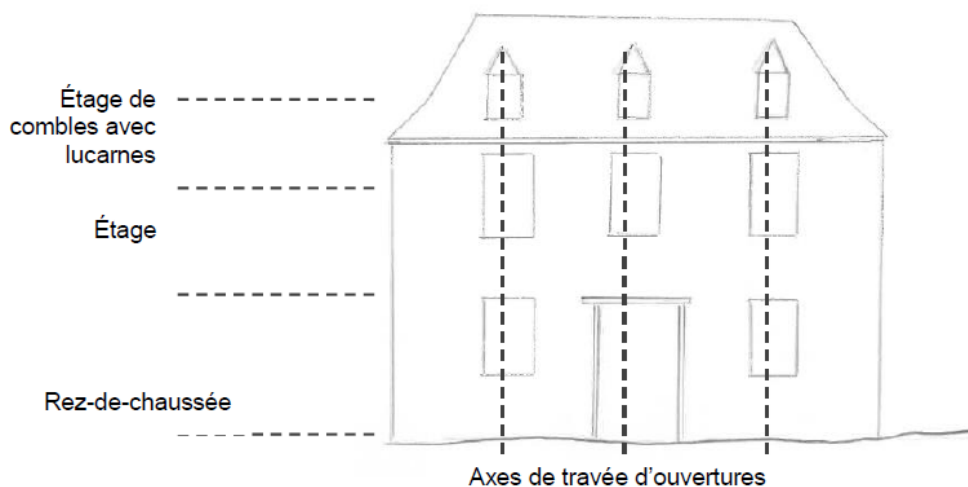 Étage de
combles avec
lucarnes
Étage
Rez-de-chaussée
Axes de travée d'ouvertures